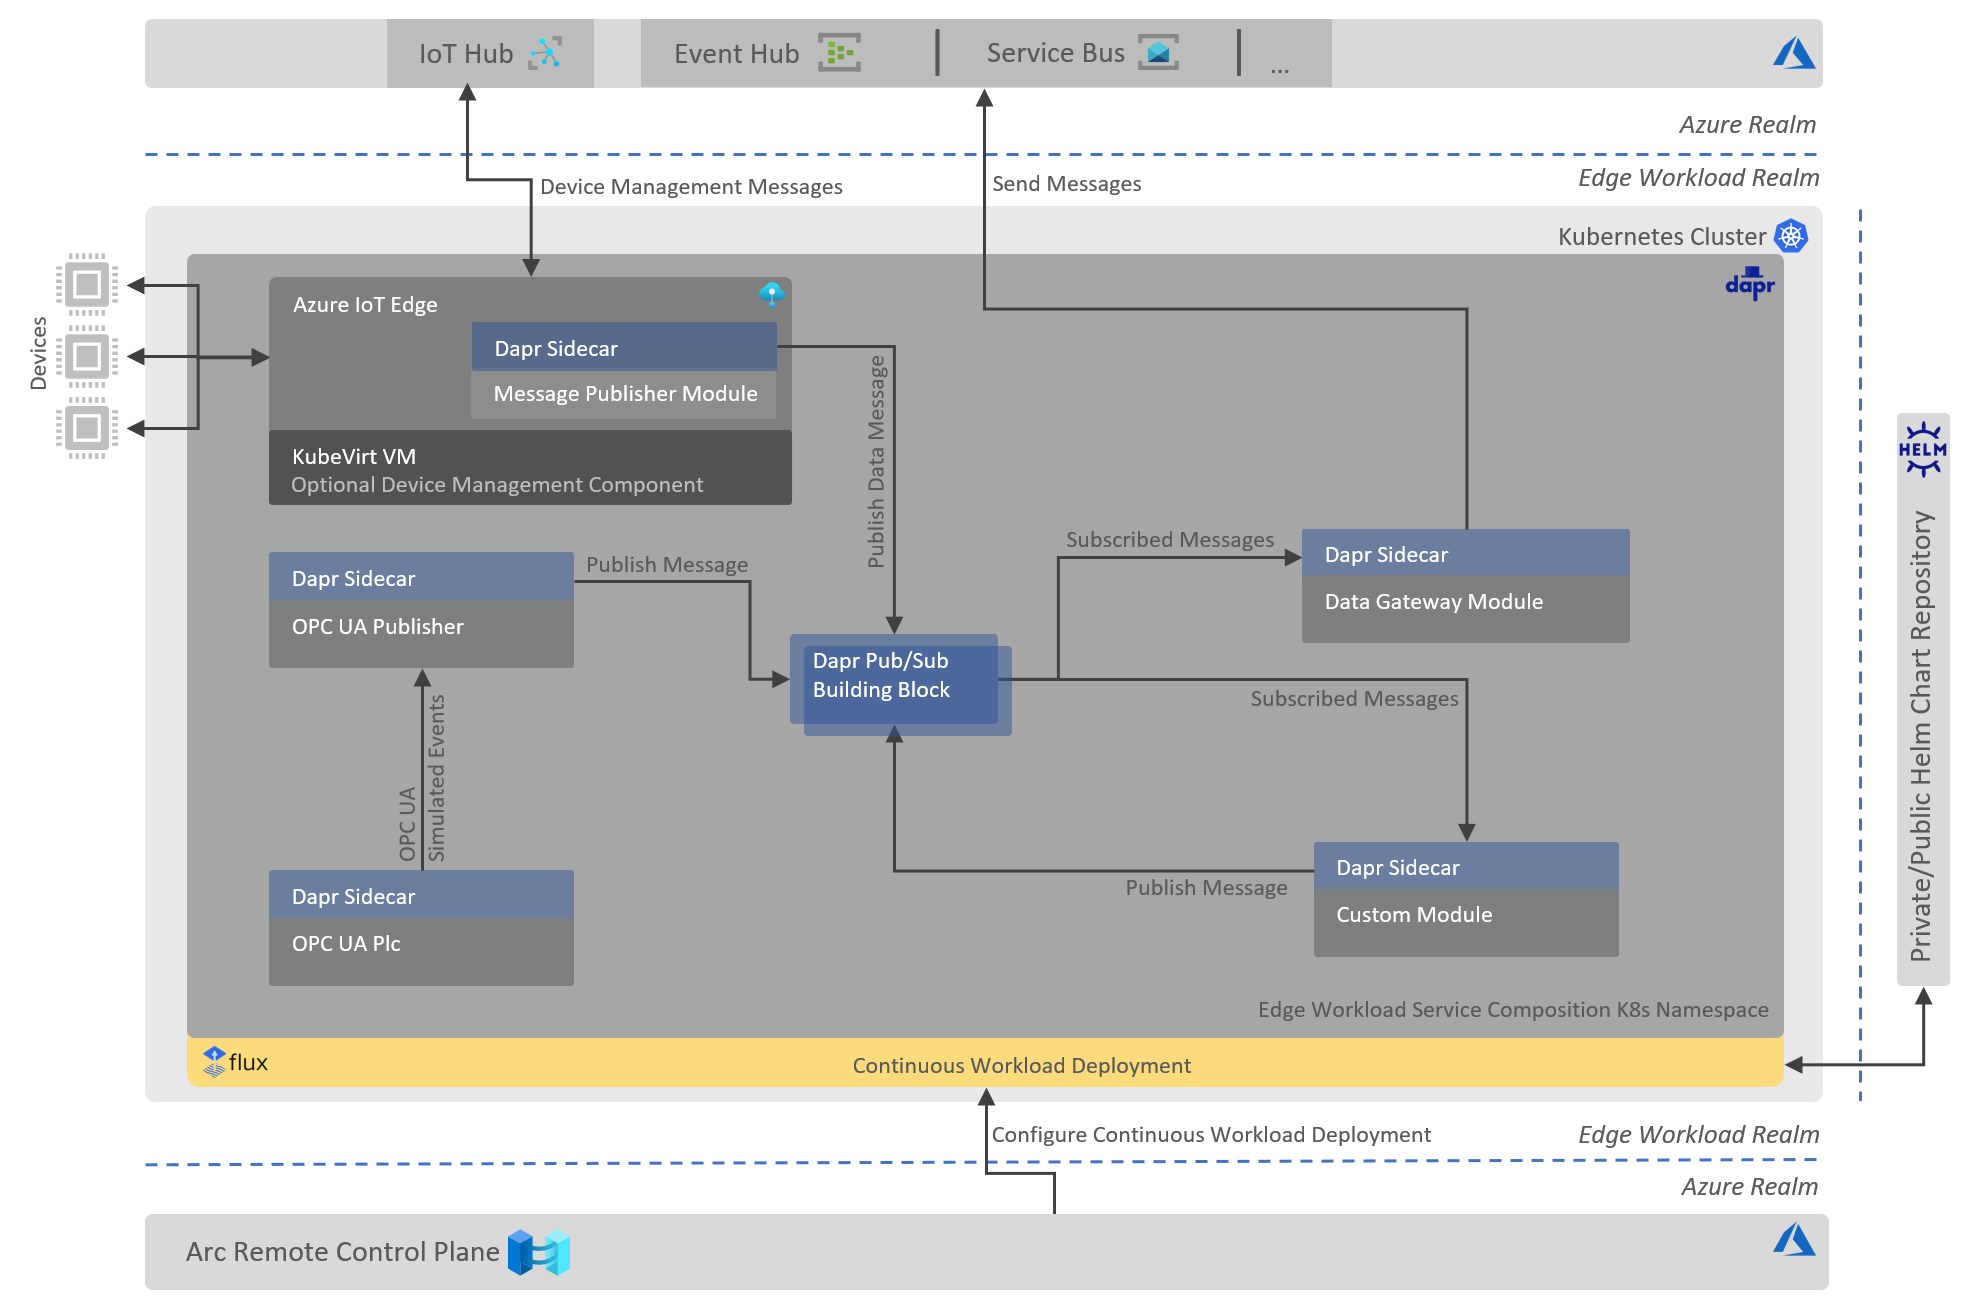 IoT Hub
Event Hub
Service Bus
...
Azure Realm
Edge Workload Realm
Device Management Messages
Send Messages
Kubernetes Cluster
dapr
Devices
Azure IoT Edge
Dapr Sidecar
Message Publisher Module
KubeVirt VM
Optional Device Management Component
Publish Data Message
HELM
Private/Public Helm Chart Repository
Dapr Sidecar
OPC UA Publisher
Publish Message
Subscribed Messages
Dapr Sidecar
Data Gateway Module
Dapr Pub/Sub
Building Block
Subscribed Messages
OPC UA
Simulated Events
Dapr Sidecar
OPC UA Plc
Publish Message
Dapr Sidecar
Custom Module
Edge Workload Service Composition K8s Namespace
flux
Continuous Workload Deployment
Configure Continuous Workload Deployment
Edge Workload Realm
Azure Realm
Arc Remote Control Plane